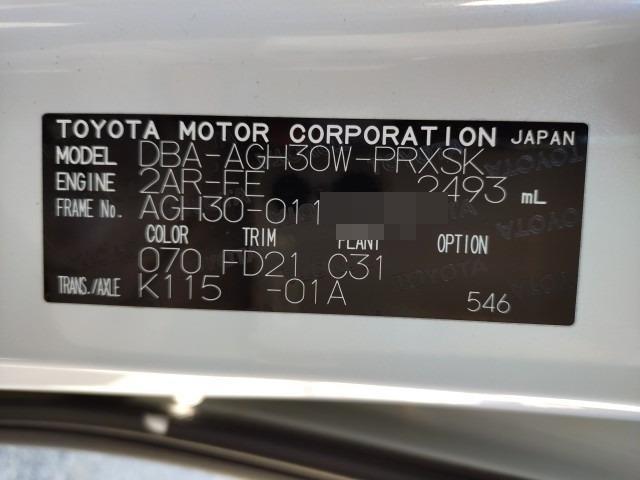 TOYOTA MOTOR CORPORATION JAPAN
MODEL DBA-AGH30W-PRXSK
ENGINE 2AR-FE 2493 mL
FRAME No. AGH30-011
COLOR TRIM PLANT OPTION
070 FD21 C31
TRANS./AXLE K115 -01A 546